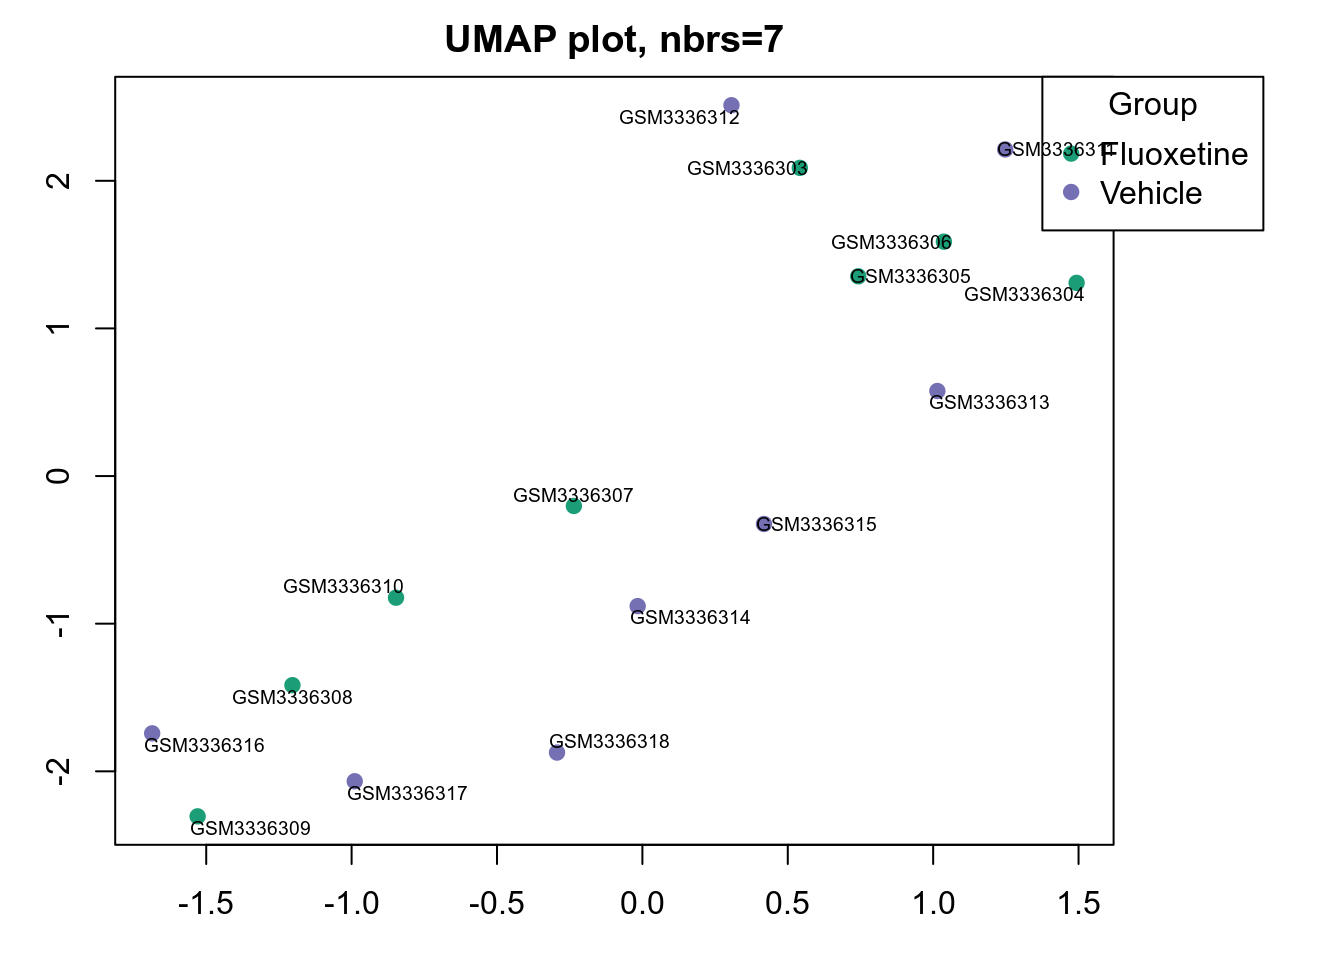 UMAP plot, nbrs=7
Group
Fluoxetine
Vehicle
GSM3336312
GSM3336311
GSM3336303
GSM3336306
GSM3336305
GSM3336304
GSM3336313
GSM3336307
GSM3336315
GSM3336310
GSM3336314
GSM3336308
GSM3336318
GSM3336316
GSM3336317
GSM3336309
2
1
0
-1
-2
-1.5 -1.0 -0.5 0.0 0.5 1.0 1.5